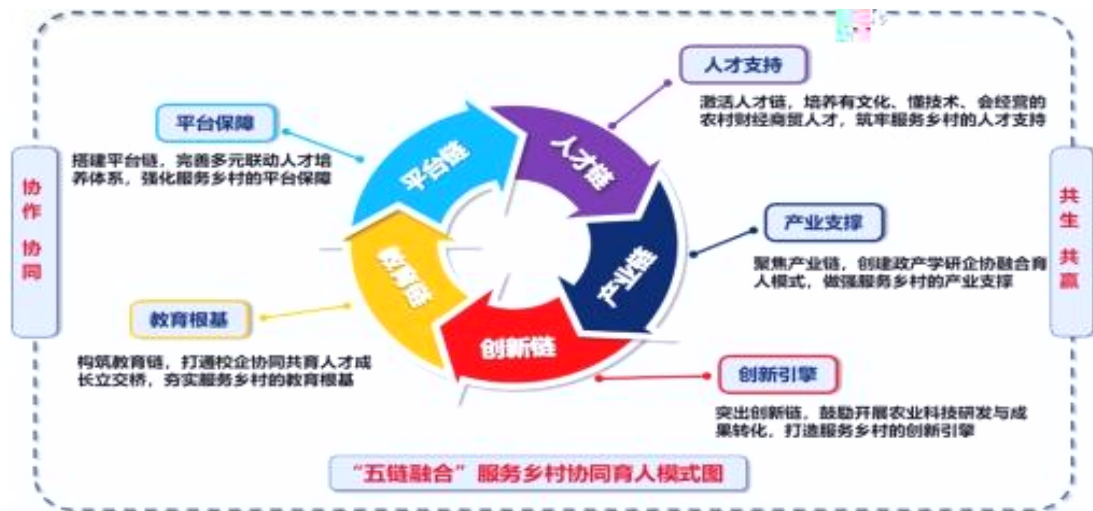 人才支持
激活人才链，培养有文化、懂技术、会经营的
农村财经商贸人才，筑牢服务乡村的人才支持
平台保障
搭建平台链，完善多元联动人才培
养体系，强化服务乡村的平台保障
平台链
人才链
产业链
创新链
教育链
协作 协同
共生 共赢
产业支撑
聚焦产业链，创建政产学研企协融合育
人模式，做强服务乡村的产业支撑
教育根基
构筑教育链，打通校企协同共育人才成
长立交桥，夯实服务乡村的教育根基
创新引擎
突出创新链，鼓励开展农业科技研发与成
果转化，打造服务乡村的创新引擎
“五链融合”服务乡村协同育人模式图